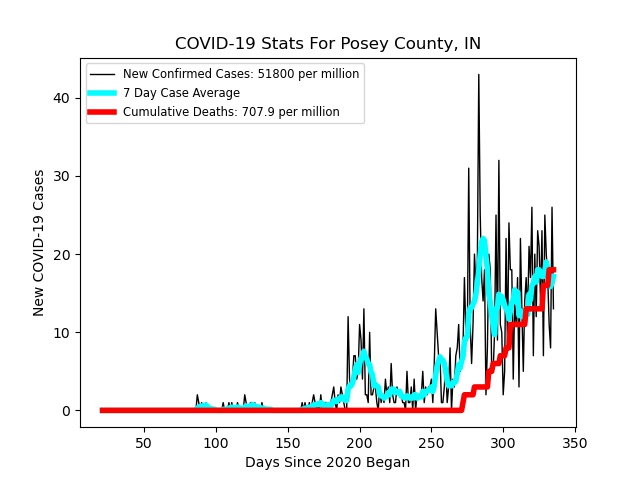 COVID-19 Stats For Posey County, IN
New Confirmed Cases: 51800 per million
7 Day Case Average
Cumulative Deaths: 707.9 per million
40
30
20
10
0
New COVID-19 Cases
50
100
150
200
250
300
350
Days Since 2020 Began